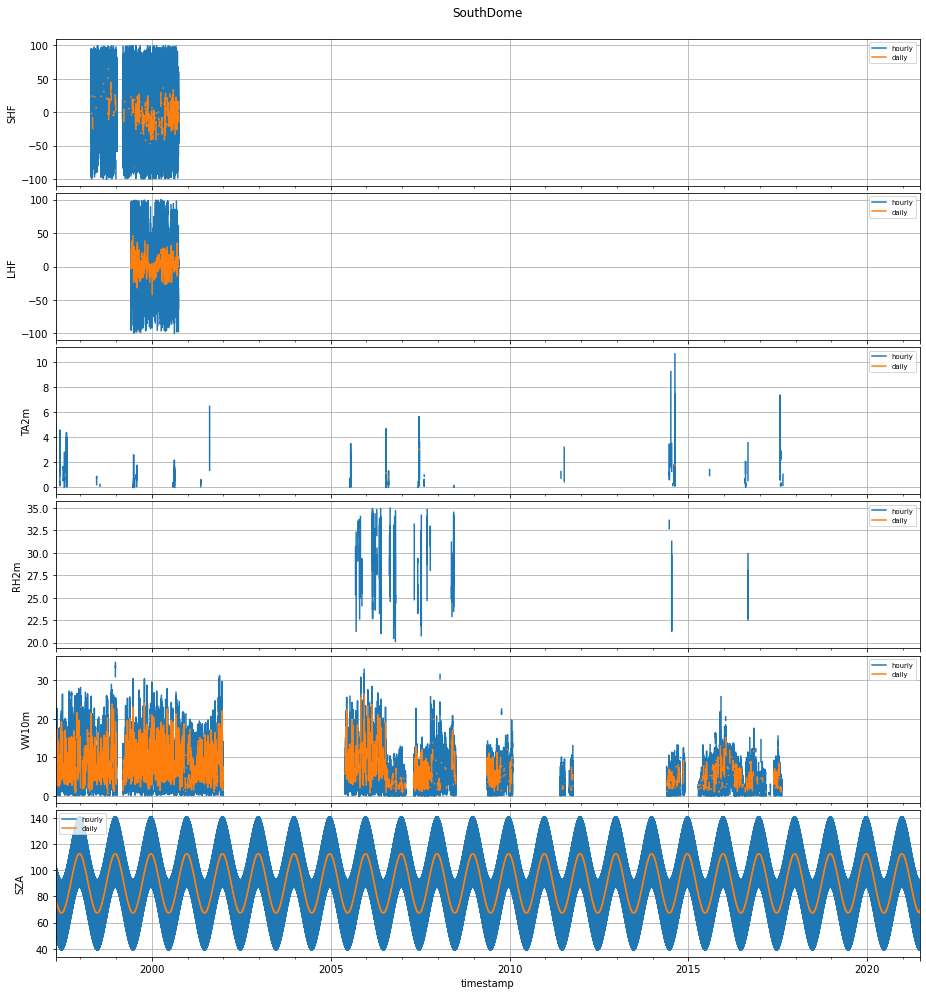 SouthDome
100
50
0
−50
−100
SHF
hourly
daily
100
50
0
−50
−100
LHF
hourly
daily
10
8
6
4
2
0
TA2m
hourly
daily
35.0
32.5
30.0
27.5
25.0
22.5
20.0
RH2m
hourly
daily
30
20
10
0
VW10m
hourly
daily
140
120
100
80
60
40
SZA
hourly
daily
2000 2005 2010 2015 2020
timestamp